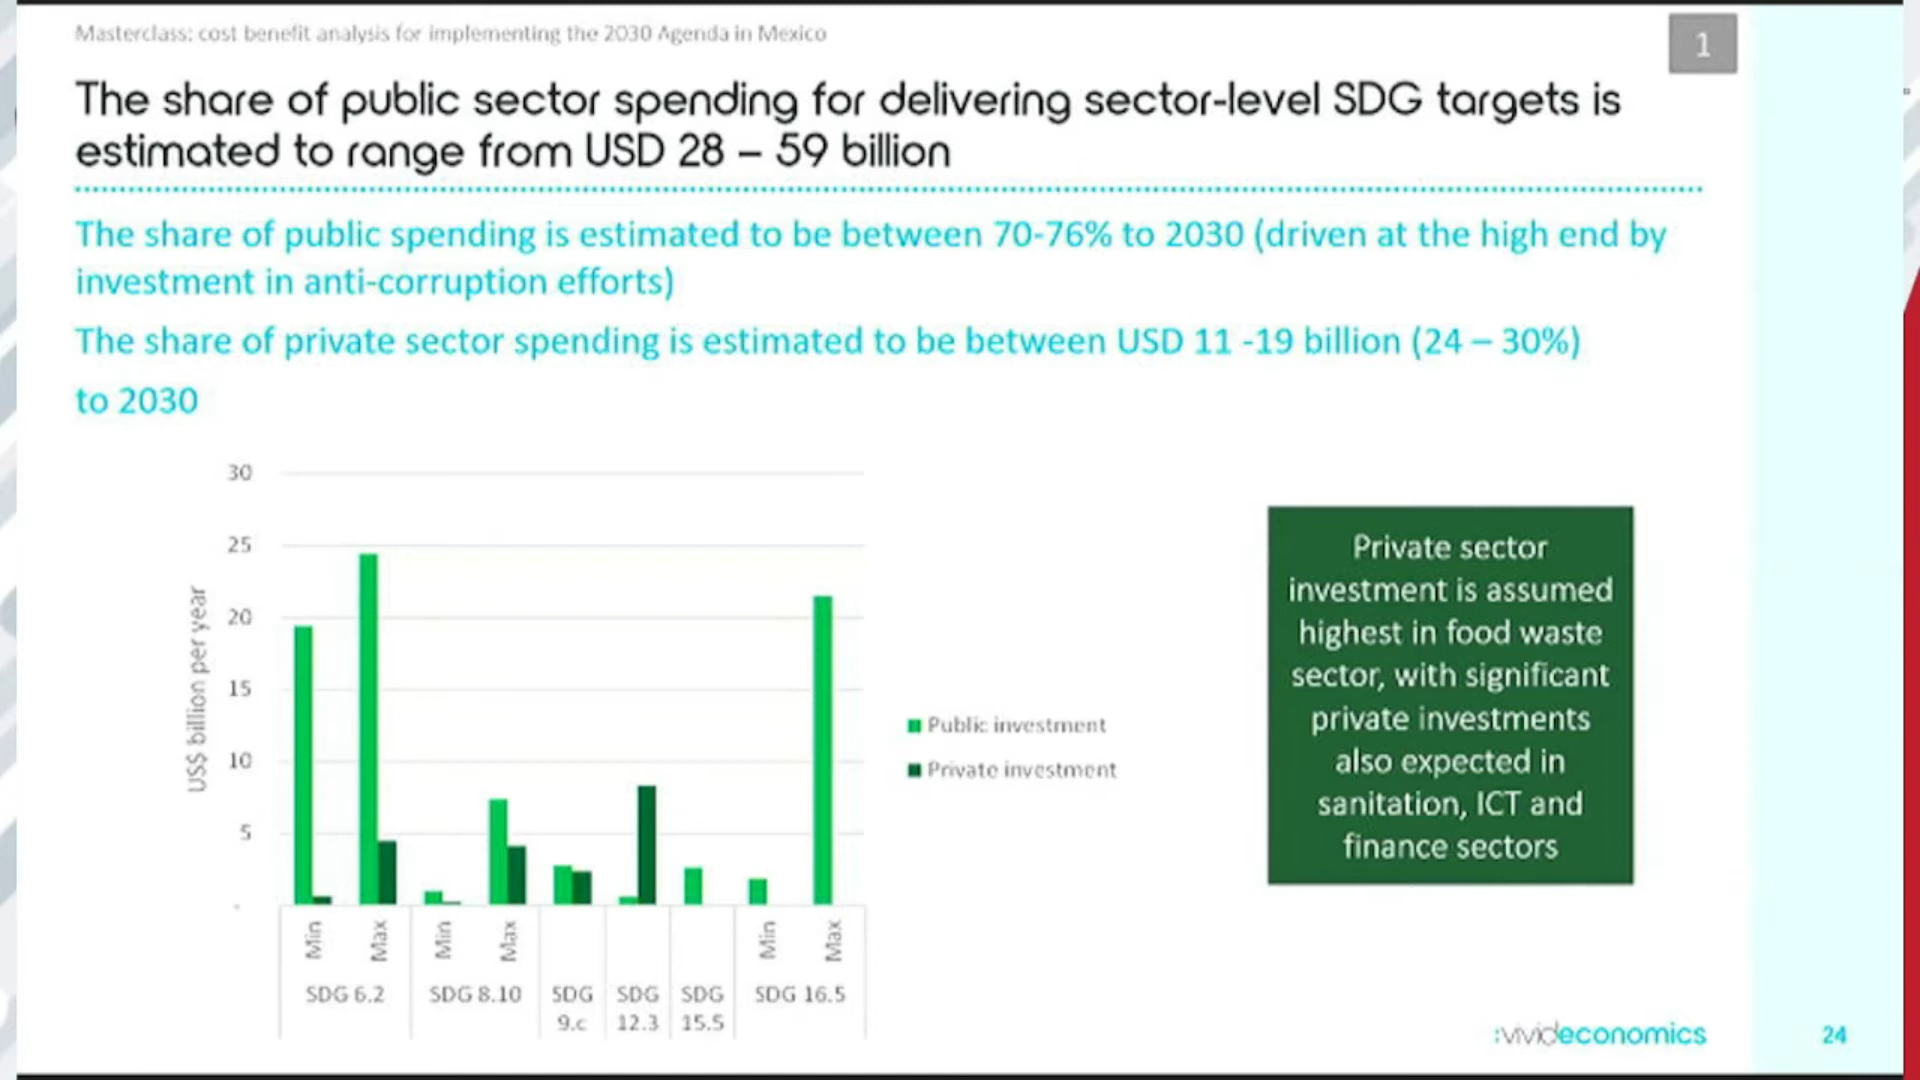 Masterclass: cost benefit analysis for implementing the 2030 Agenda in Mexico
1
The share of public sector spending for delivering sector-level SDG targets is
estimated to range from USD 28 – 59 billion
The share of public spending is estimated to be between 70-76% to 2030 (driven at the high end by
investment in anti-corruption efforts)
The share of private sector spending is estimated to be between USD 11 -19 billion (24 – 30%)
to 2030
30
25
20
15
10
5
-
US$ billion per year
Min
Max
Min
Max
Min
Max
SDG 6.2
SDG 8.10
SDG
9.c
SDG
12.3
SDG
15.5
SDG 16.5
Public investment
Private investment
Private sector
investment is assumed
highest in food waste
sector, with significant
private investments
also expected in
sanitation, ICT and
finance sectors
:vivideconomics
24